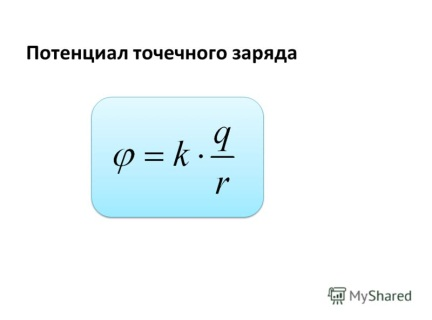 Потенциал точечного заряда
φ = k · q/r
MyShared